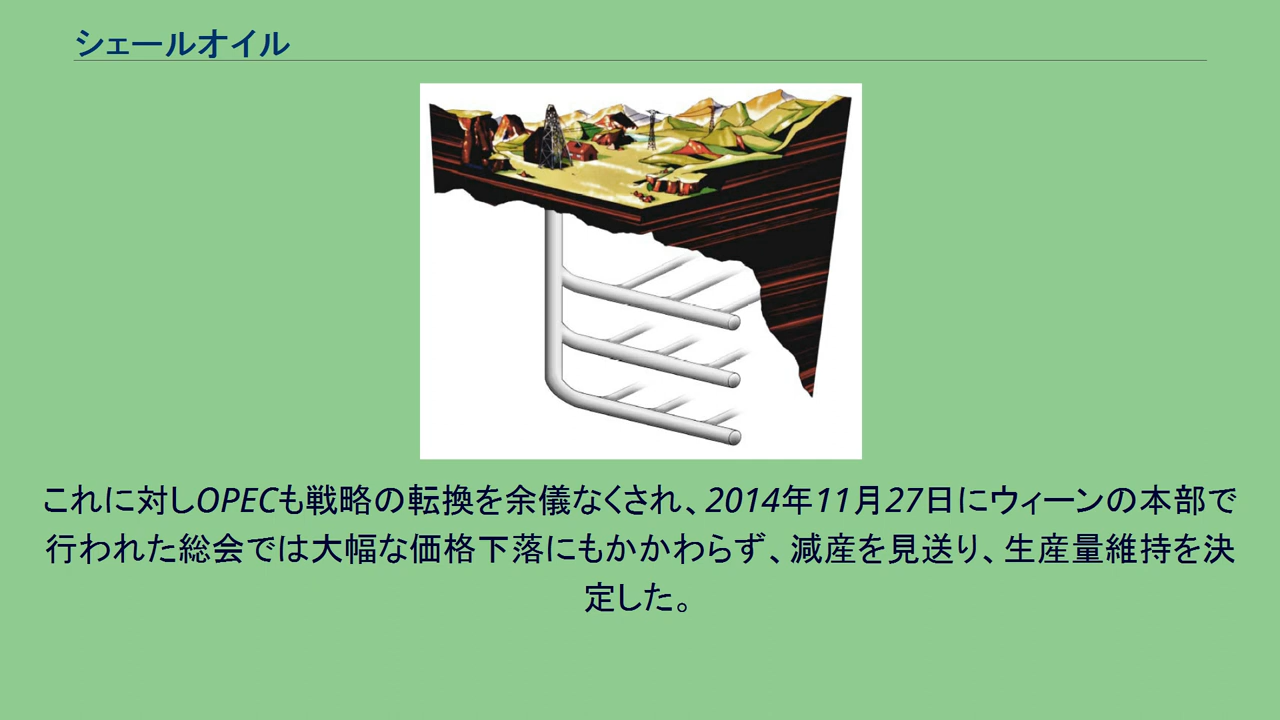 シェールオイル
これに対しOPECも戦略の転換を余儀なくされ、2014年11月27日にウィーンの本部で
行われた総会では大幅な価格下落にもかかわらず、減産を見送り、生産量維持を決
定した。